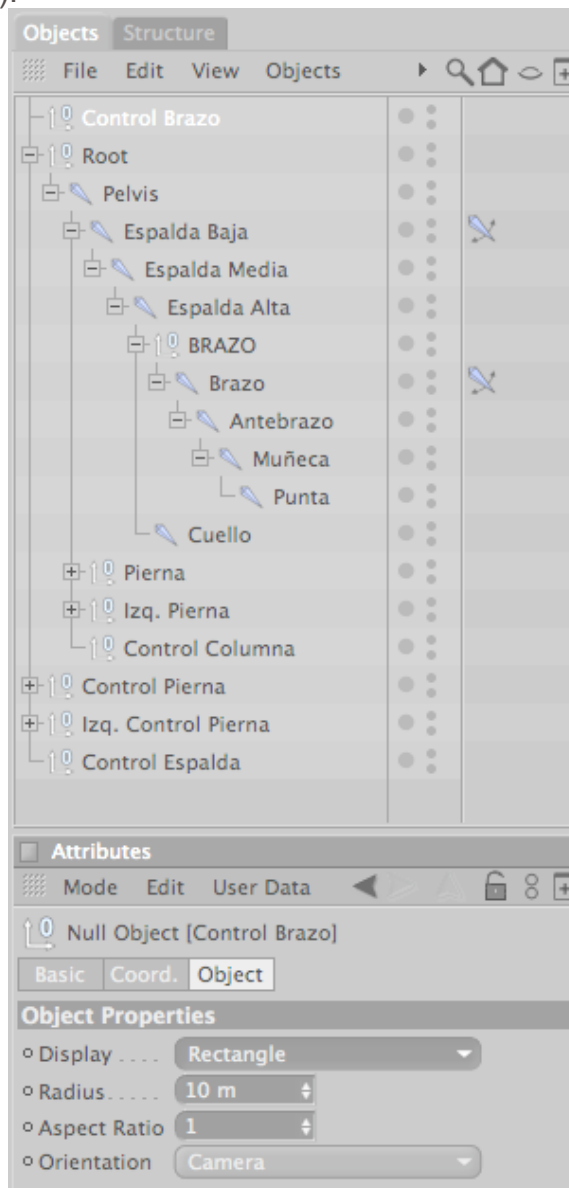 ).
Objects Structure
File Edit View Objects
Control Brazo
Root
Pelvis
Espalda Baja
Espalda Media
Espalda Alta
BRAZO
Brazo
Antebrazo
Muñeca
Punta
Cuello
Pierna
Izq. Pierna
Control Columna
Control Pierna
Izq. Control Pierna
Control Espalda
Attributes
Mode Edit User Data
Null Object [Control Brazo]
Basic Coord. Object
Object Properties
Display . . . . Rectangle
Radius. . . . . 10 m
Aspect Ratio 1
Orientation Camera